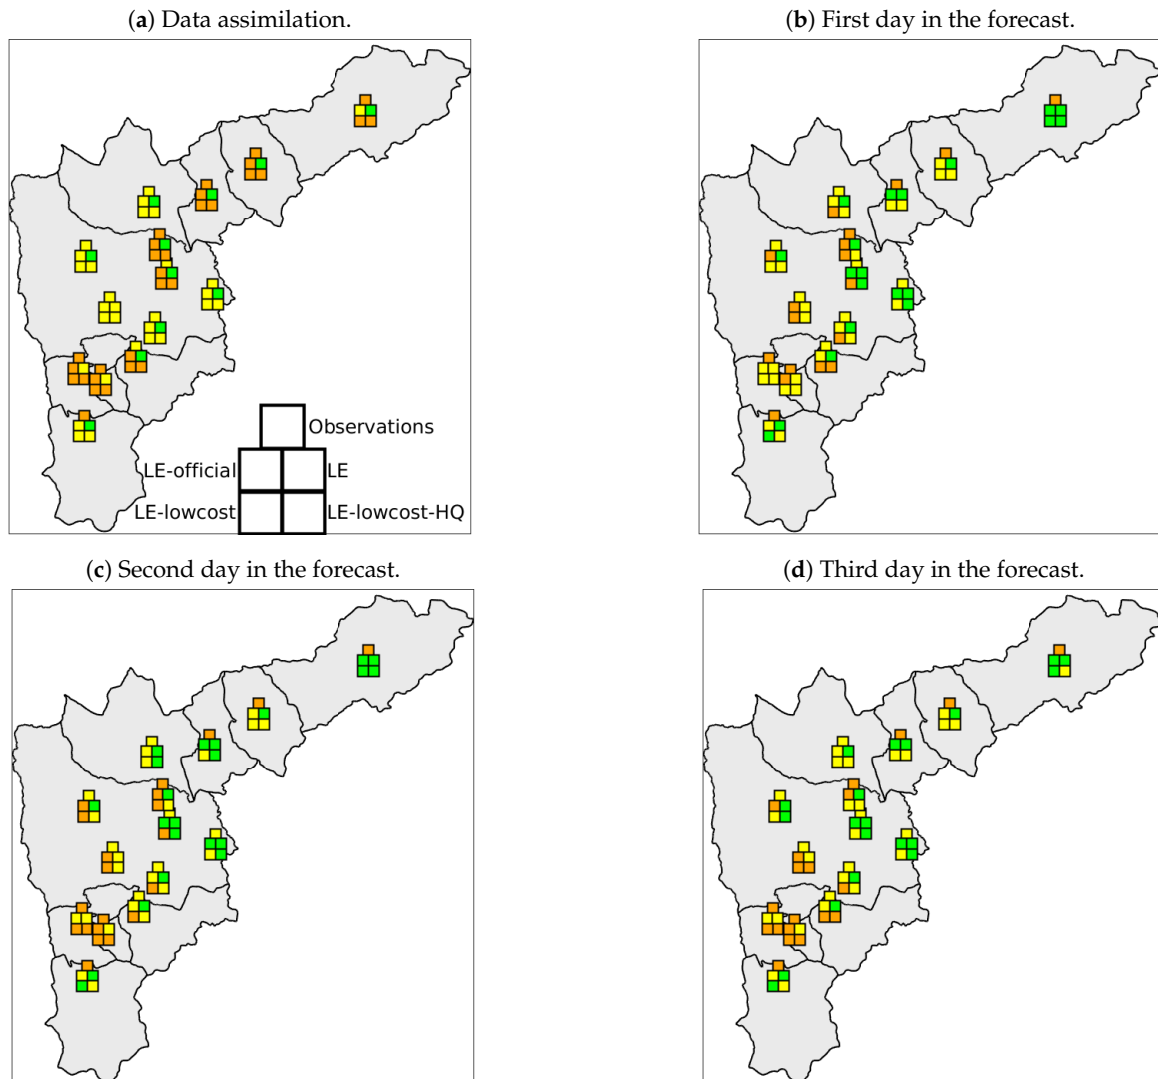 (a) Data assimilation.
(b) First day in the forecast.
Observations
LE-official
LE
LE-lowcost
LE-lowcost-HQ
(c) Second day in the forecast.
(d) Third day in the forecast.